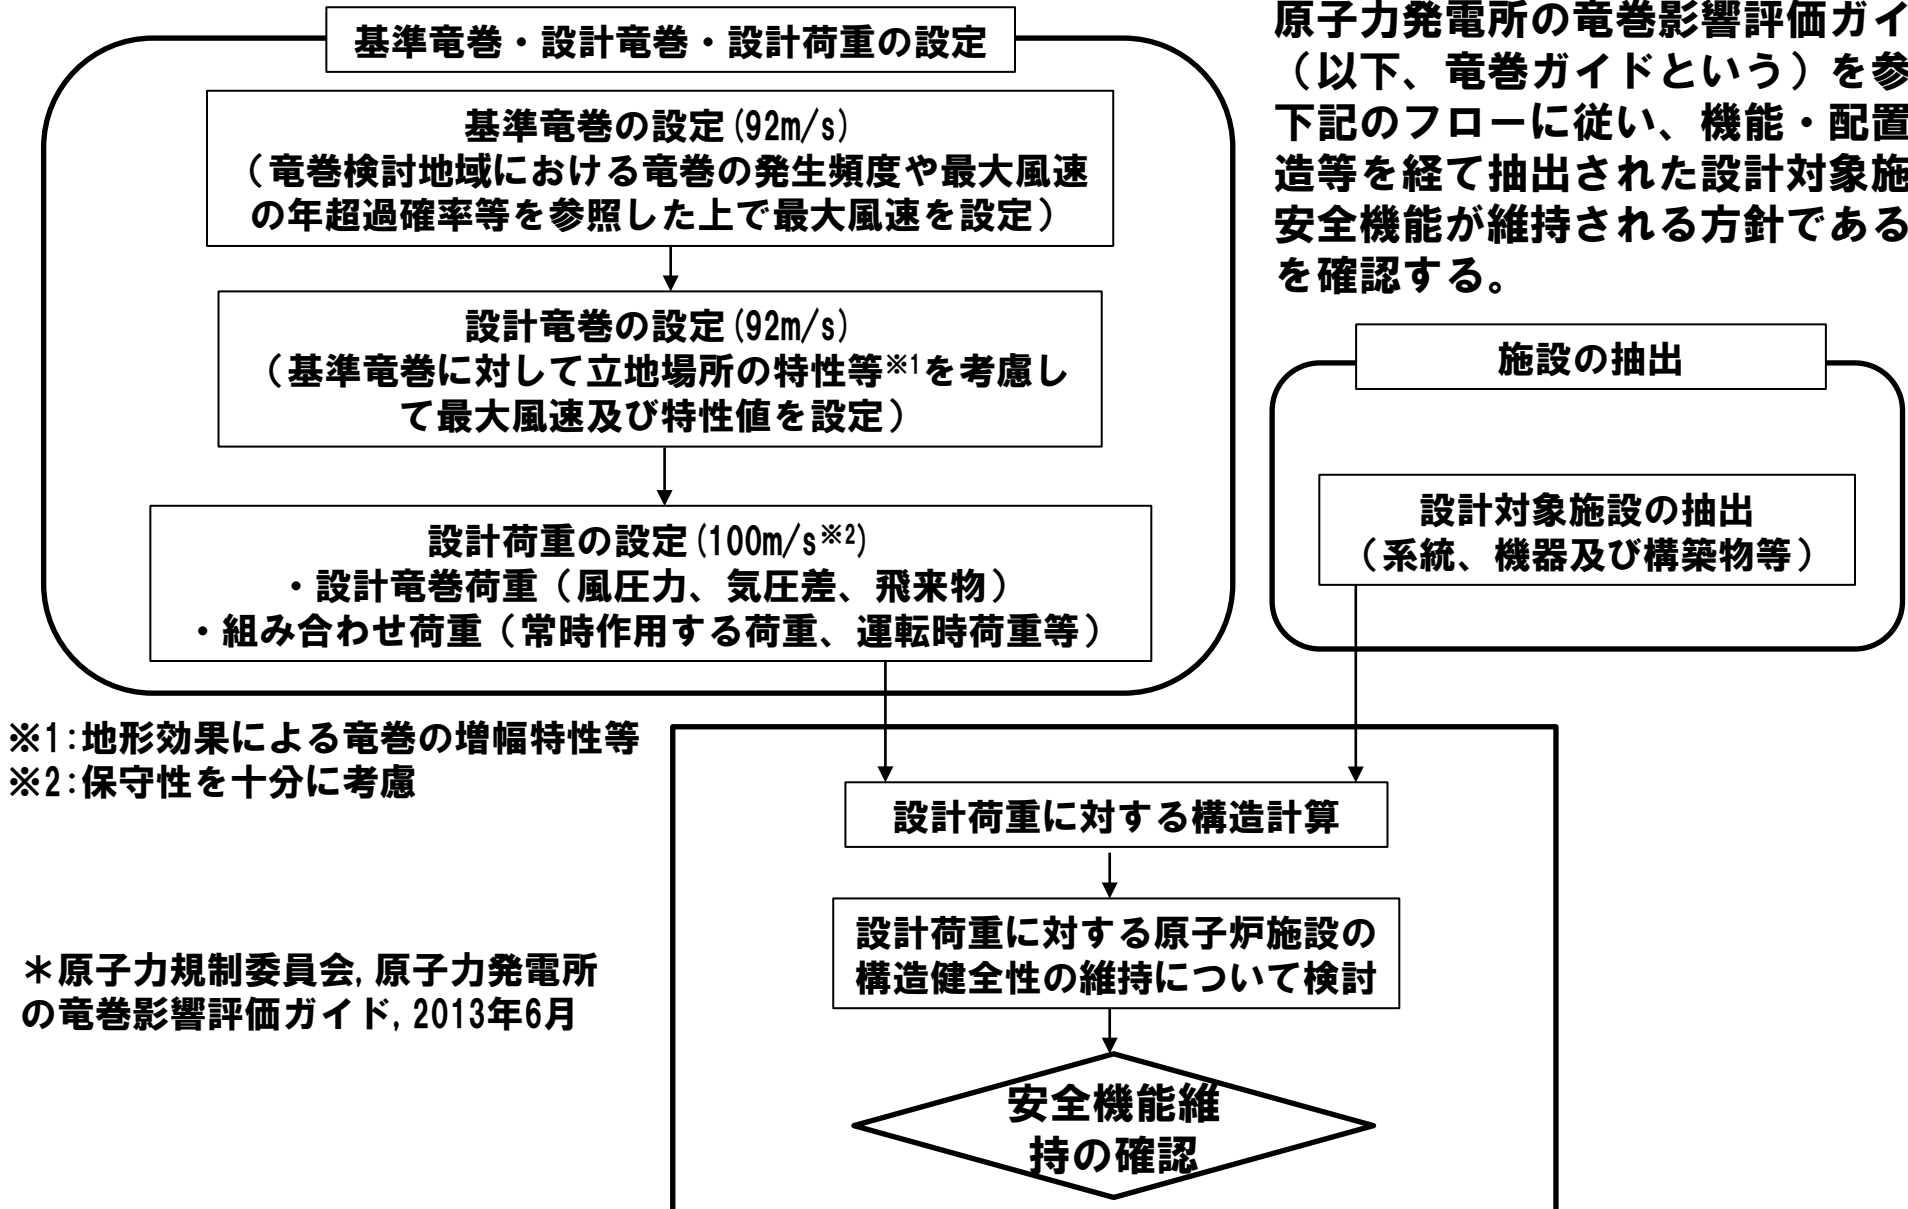 基準竜巻・設計竜巻・設計荷重の設定
基準竜巻の設定(92m/s)
（竜巻検討地域における竜巻の発生頻度や最大風速
の年超過確率等を参照した上で最大風速を設定）
設計竜巻の設定(92m/s)
（基準竜巻に対して立地場所の特性等※1を考慮し
て最大風速及び特性値を設定）
設計荷重の設定(100m/s※2)
・設計竜巻荷重（風圧力、気圧差、飛来物）
・組み合わせ荷重（常時作用する荷重、運転時荷重等）
原子力発電所の竜巻影響評価ガイ
（以下、竜巻ガイドという）を参
下記のフローに従い、機能・配置
造等を経て抽出された設計対象施
安全機能が維持される方針である
を確認する。
施設の抽出
設計対象施設の抽出
（系統、機器及び構築物等）
※1:地形効果による竜巻の増幅特性等
※2:保守性を十分に考慮
設計荷重に対する構造計算
設計荷重に対する原子炉施設の
構造健全性の維持について検討
安全機能維
持の確認
＊原子力規制委員会,原子力発電所
の竜巻影響評価ガイド,2013年6月